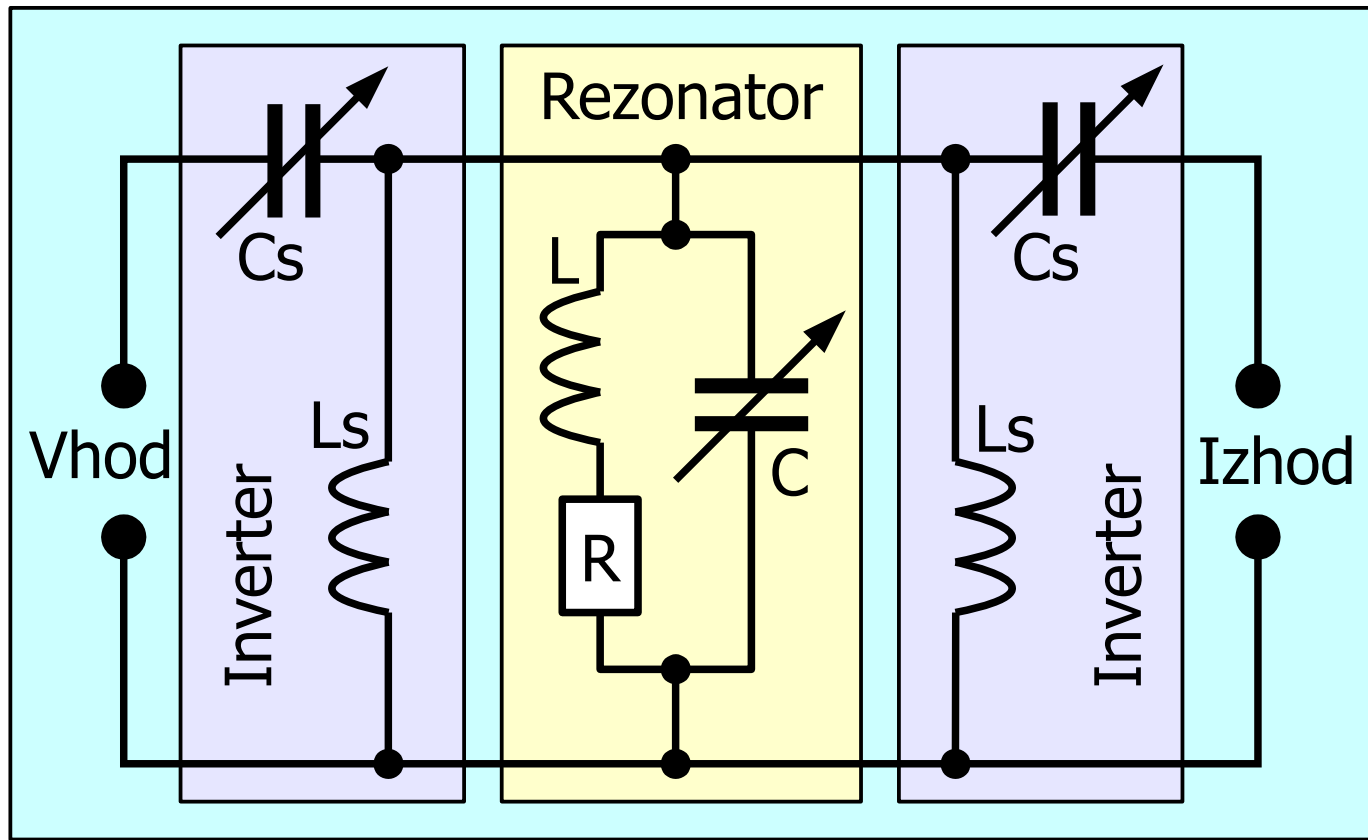 Rezonator
Cs
Cs
L
Ls
Ls
Vhod
Izhod
C
R
Inverter
Inverter